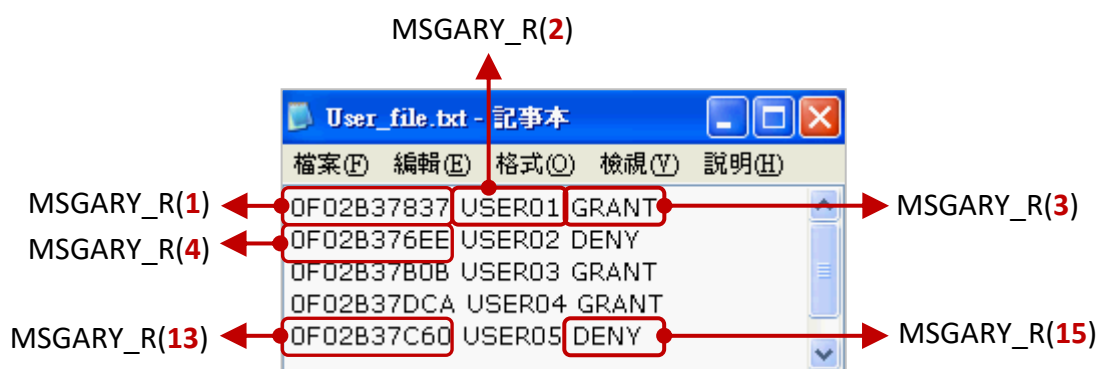 MSGARY_R(2)
User_file.txt - 記事本
檔案(F) 編輯(E) 格式(O) 檢視(V) 說明(H)
MSGARY_R(1)
0F02B37837 USER01 GRANT
MSGARY_R(3)
MSGARY_R(4)
0F02B376EE USER02 DENY
0F02B37B0B USER03 GRANT
0F02B37DCA USER04 GRANT
MSGARY_R(13)
0F02B37C60 USER05 DENY
MSGARY_R(15)